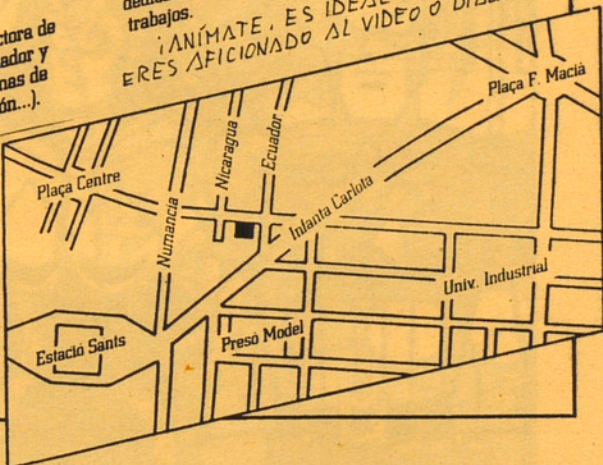 ctora de
ador y
nas de
ón...).
trabajos.
¡ANÍMATE, ES IDEAL
ERES AFICIONADO AL VIDEO O
Plaça F. Macià
Plaça Centre
Numancia
Nicaragua
Ecuador
Infanta Carlota
Univ. Industrial
Estació Sants
Presó Model